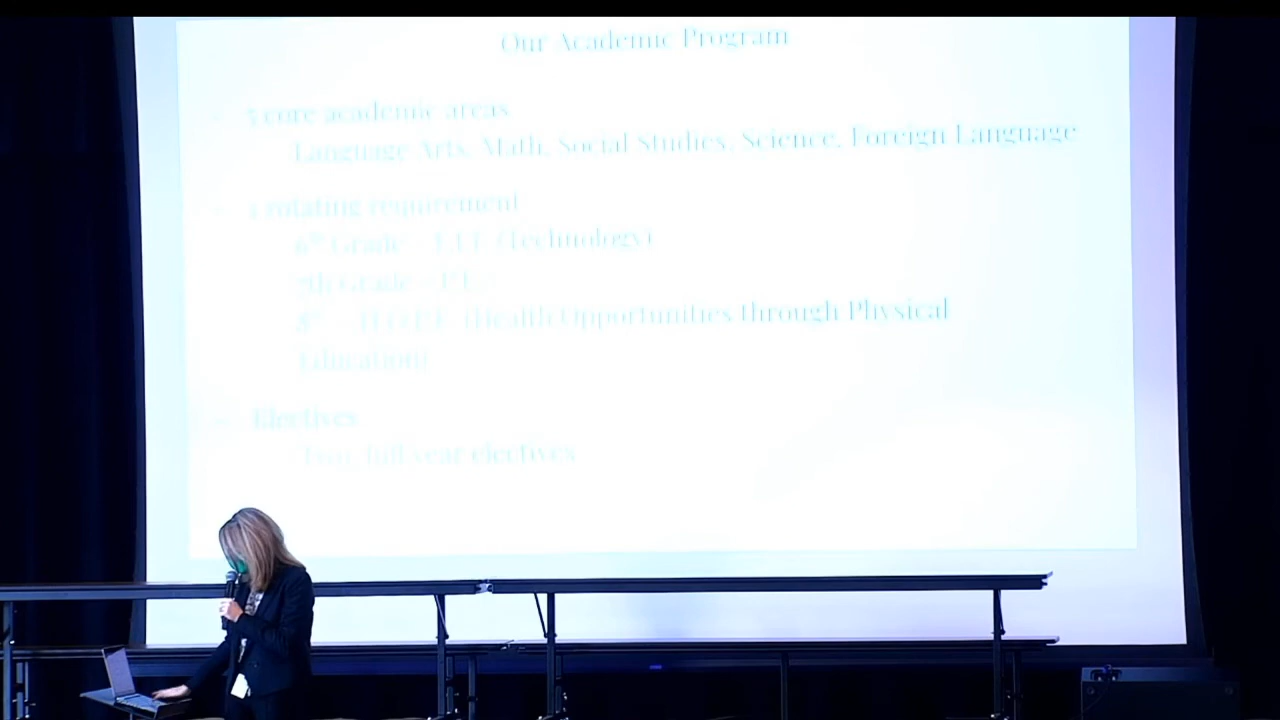 Our Academic Program
5 core academic areas
Language Arts, Math, Social Studies, Science, Foreign Language
1 rotating requirement
6th Grade - (Technology)
7th Grade - P.E.
8th - H.O.P.E. (Health Opportunities through Physical
Education)
Electives
Two, full year electives